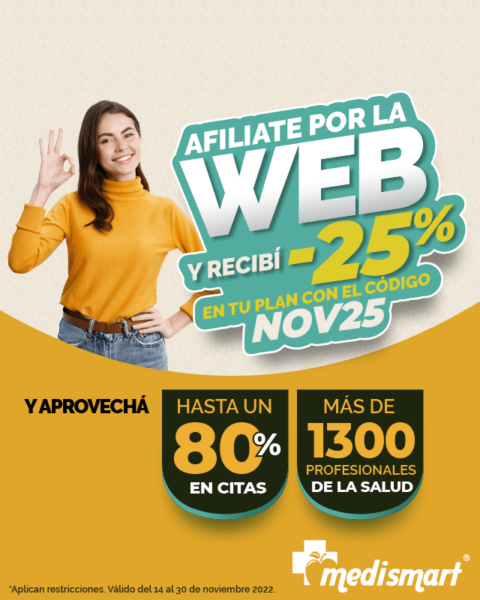 AFILIATE POR LA
WEB
Y RECIBÍ -25%
EN TU PLAN CON EL CÓDIGO
NOV25
Y APROVECHÁ
HASTA UN
80%
EN CITAS
MÁS DE
1300
PROFESIONALES
DE LA SALUD
medismart®
*Aplican restricciones. Válido del 14 al 30 de noviembre 2022.